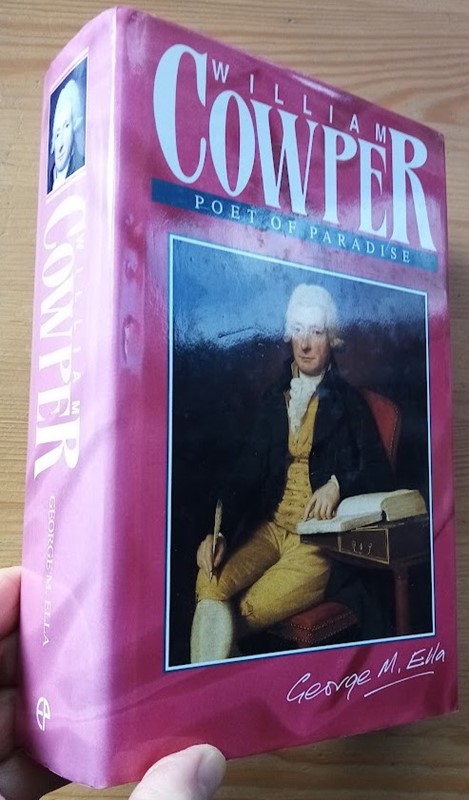 WILLIAM
COWPER
POET OF PARADISE
George M. Ella
WILLIAM
COWPER
GEORGE M. ELLA